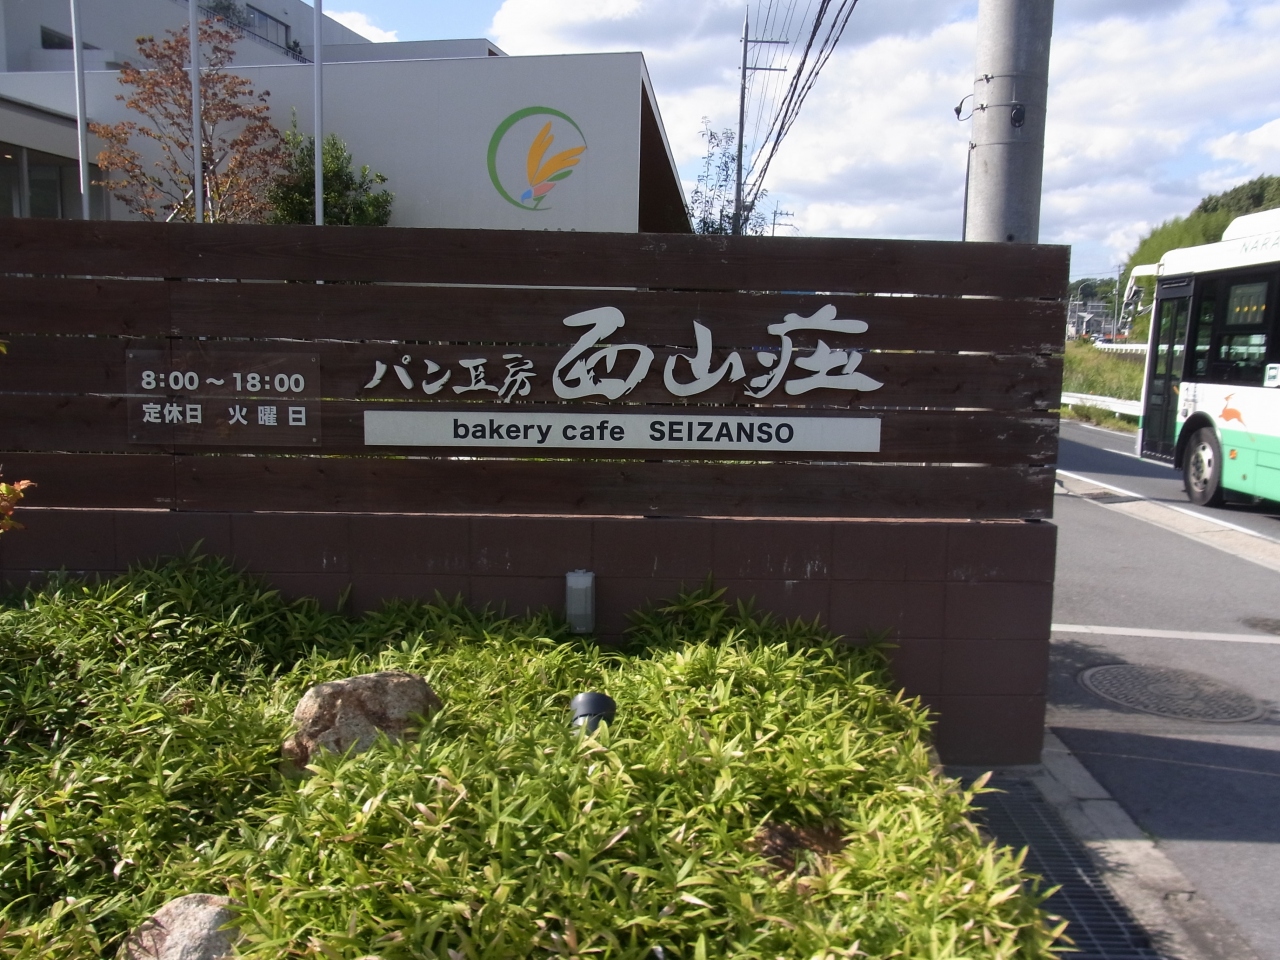 8:00～18:00
定休日 火曜日
パン工房 西山荘
bakery cafe SEIZANSO
NARA